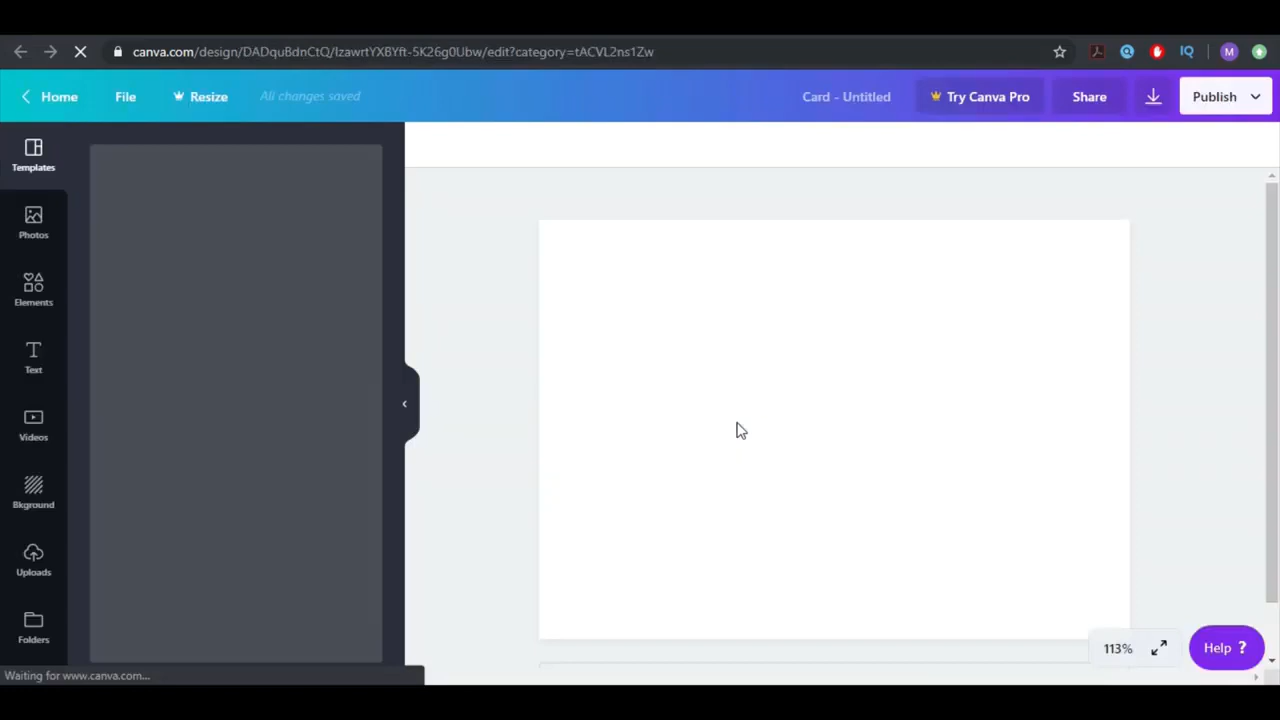 canva.com/design/DADquBdnCtQ/IzawrtYXBYft-5K26g0Ubw/edit?category=tACVL2ns1Zw
IQ
M
Home
File
Resize
All changes saved
Card - Untitled
Try Canva Pro
Share
Publish
Templates
Photos
Elements
Text
Videos
Bkground
Uploads
Folders
113%
Help ?
Waiting for www.canva.com...